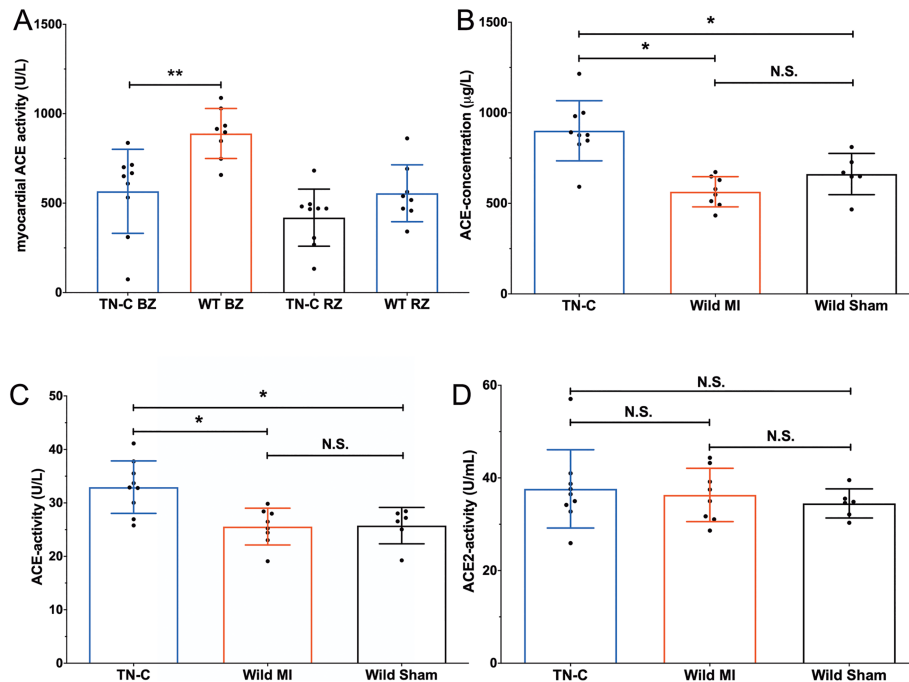 A
myocardial ACE activity (U/L)
1500
1000
500
0
**
TN-C BZ WT BZ TN-C RZ WT RZ
B
ACE-concentration (µg/L)
1500
1000
500
0
*
*
N.S.
TN-C Wild MI Wild Sham
C
ACE-activity (U/L)
50
40
30
20
10
0
*
*
N.S.
TN-C Wild MI Wild Sham
D
ACE2-activity (U/mL)
60
40
20
0
N.S.
N.S.
N.S.
TN-C Wild MI Wild Sham